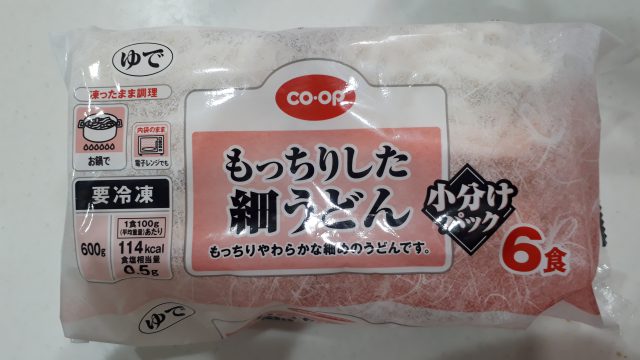 ゆで
凍ったまま調理
お鍋で
内袋のまま
電子レンジでも
要冷凍
600g
1食100g
(平均重量)あたり
114kcal
食塩相当量
0.5g
CO・OP
もっちりした
細うどん
もっちりやわらかな細めのうどんです。
小分け
パック
6食
ゆで